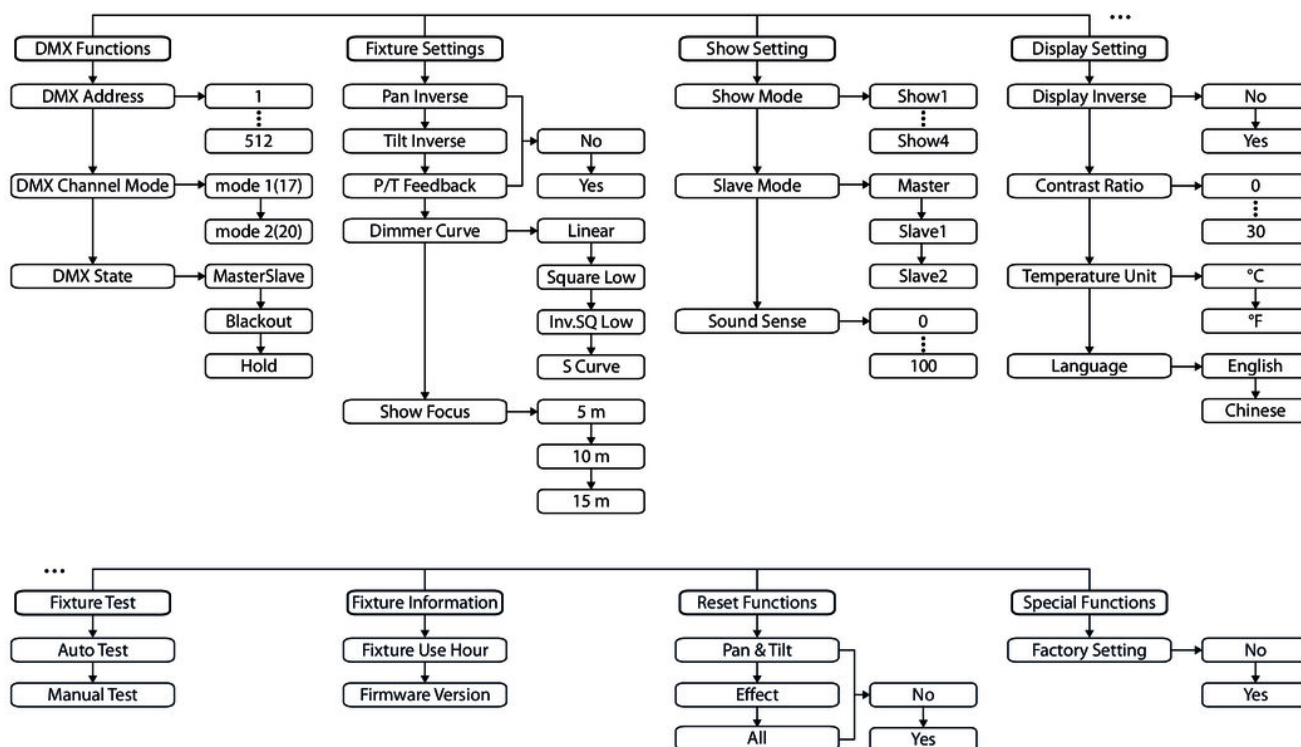 ...
DMX Functions
DMX Address
1
512
DMX Channel Mode
mode 1(17)
mode 2(20)
DMX State
MasterSlave
Blackout
Hold
Fixture Settings
Pan Inverse
Tilt Inverse
P/T Feedback
No
Yes
Dimmer Curve
Linear
Square Low
Inv.SQ Low
S Curve
Show Focus
5 m
10 m
15 m
Show Setting
Show Mode
Show1
Show4
Slave Mode
Master
Slave1
Slave2
Sound Sense
0
100
Display Setting
Display Inverse
No
Yes
Contrast Ratio
0
30
Temperature Unit
°C
°F
Language
English
Chinese
...
Fixture Test
Auto Test
Manual Test
Fixture Information
Fixture Use Hour
Firmware Version
Reset Functions
Pan & Tilt
Effect
All
No
Yes
Special Functions
Factory Setting
No
Yes